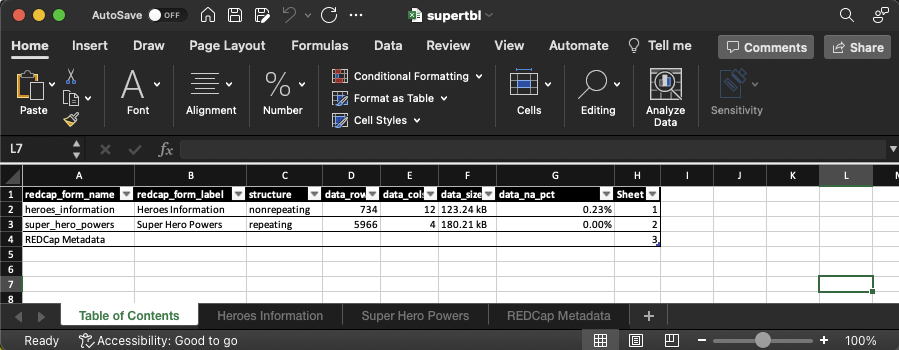 AutoSave OFF supertbl
Home Insert Draw Page Layout Formulas Data Review View Automate Tell me Comments Share
Paste Font Alignment Number Conditional Formatting Format as Table Cell Styles Cells Editing Analyze Data Sensitivity
L7 fx
A B C D E F G H I J K L
1 redcap_form_name redcap_form_label structure data_row data_cols data_size data_na_pct Sheet
2 heroes_information Heroes Information nonrepeating 734 12 123.24 kB 0.23% 1
3 super_hero_powers Super Hero Powers repeating 5966 4 180.21 kB 0.00% 2
4 REDCap Metadata 3
5
6
7
8
Table of Contents Heroes Information Super Hero Powers REDCap Metadata +
Ready Accessibility: Good to go - + 100%